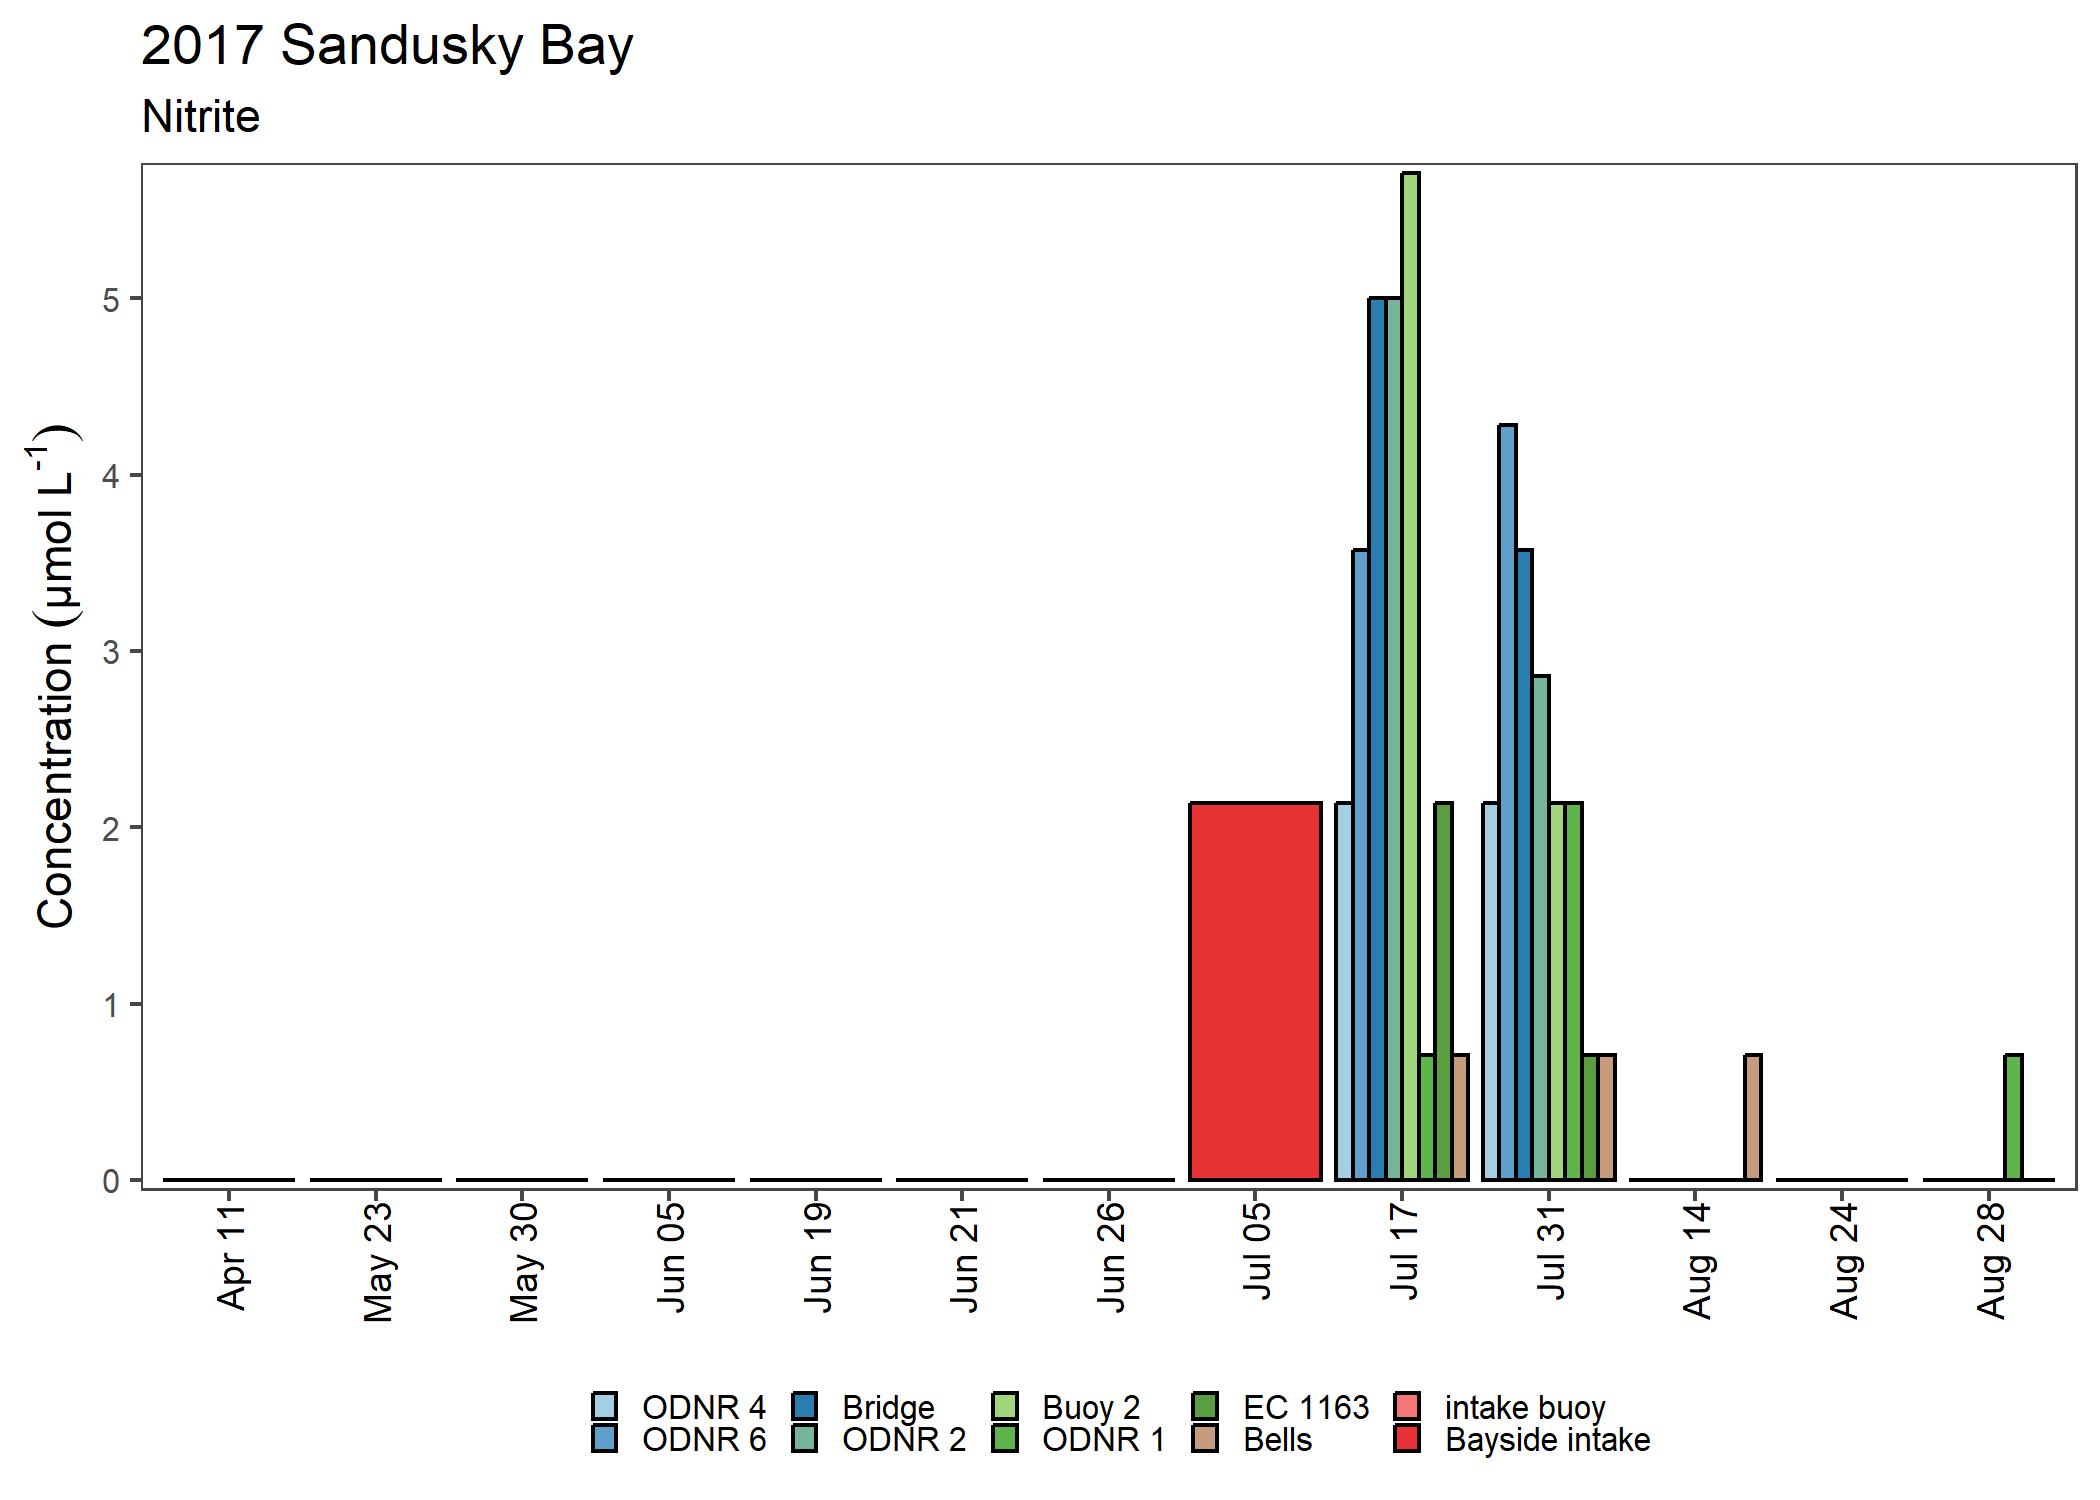 2017 Sandusky Bay
Nitrite
Concentration (µmol L⁻¹)
5
4
3
2
1
0
Apr 11
May 23
May 30
Jun 05
Jun 19
Jun 21
Jun 26
Jul 05
Jul 17
Jul 31
Aug 14
Aug 24
Aug 28
ODNR 4 Bridge Buoy 2 EC 1163 intake buoy
ODNR 6 ODNR 2 ODNR 1 Bells Bayside intake